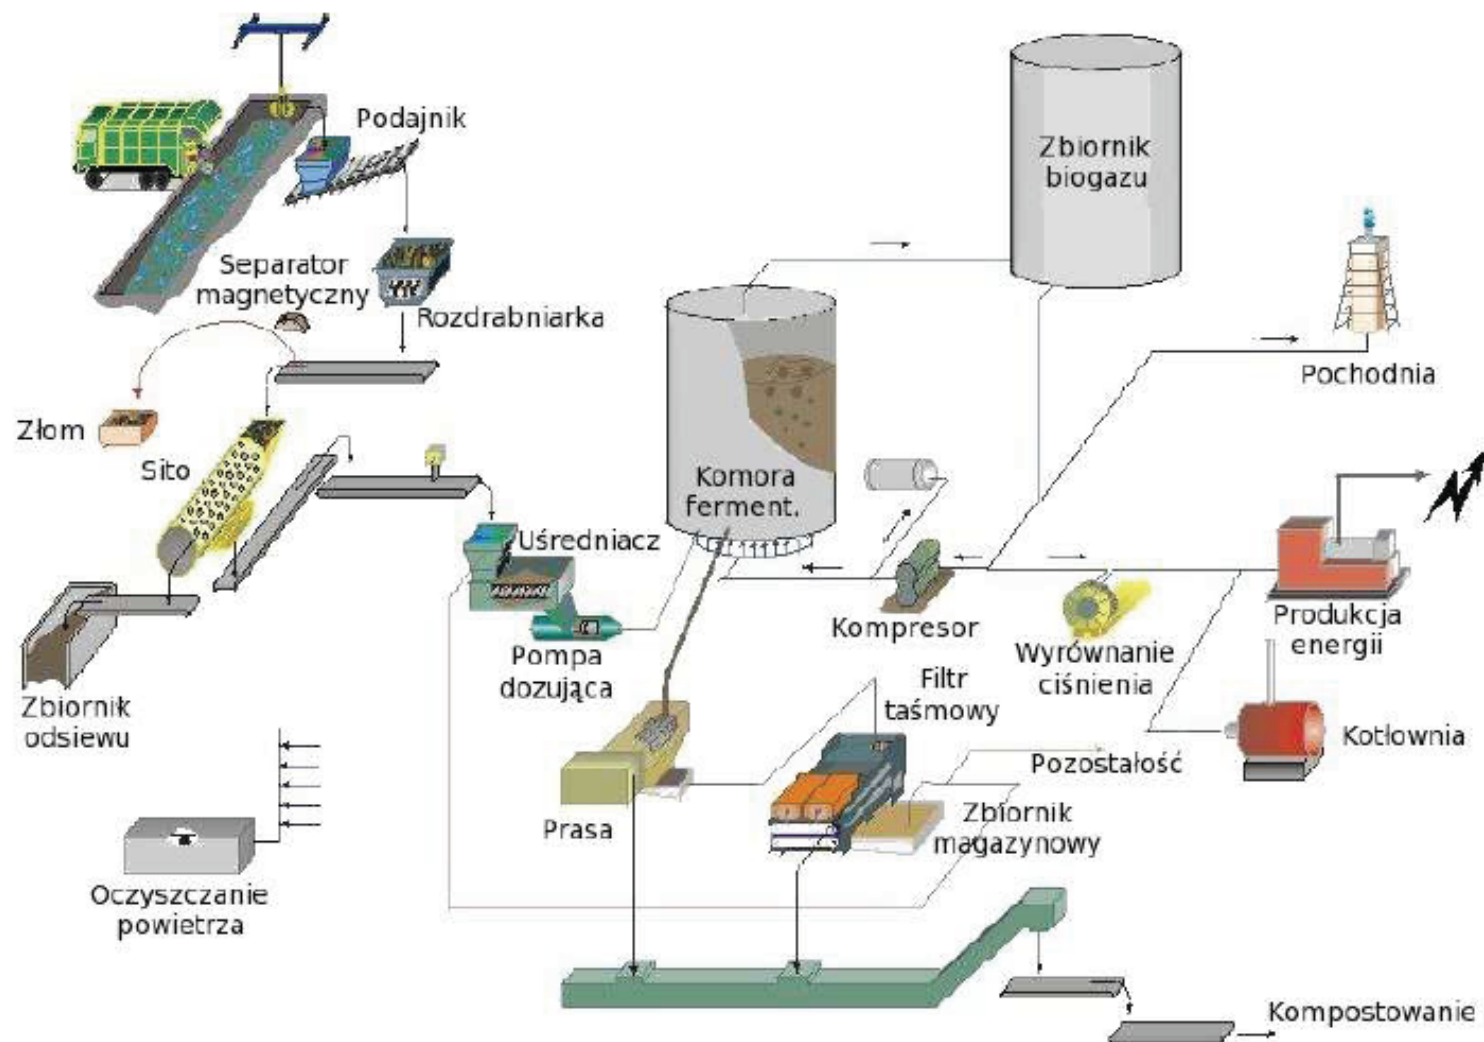 Podajnik
Zbiornik
biogazu
Separator
magnetyczny
Rozdrabniarka
Pochodnia
Złom
Sito
Komora
ferment.
Uśredniacz
Kompresor
Produkcja
energii
Wyrównanie
ciśnienia
Pompa
dozująca
Filtr
taśmowy
Zbiornik
odsiewu
Kotłownia
Pozostałość
Prasa
Zbiornik
magazynowy
Oczyszczanie
powietrza
Kompostowanie